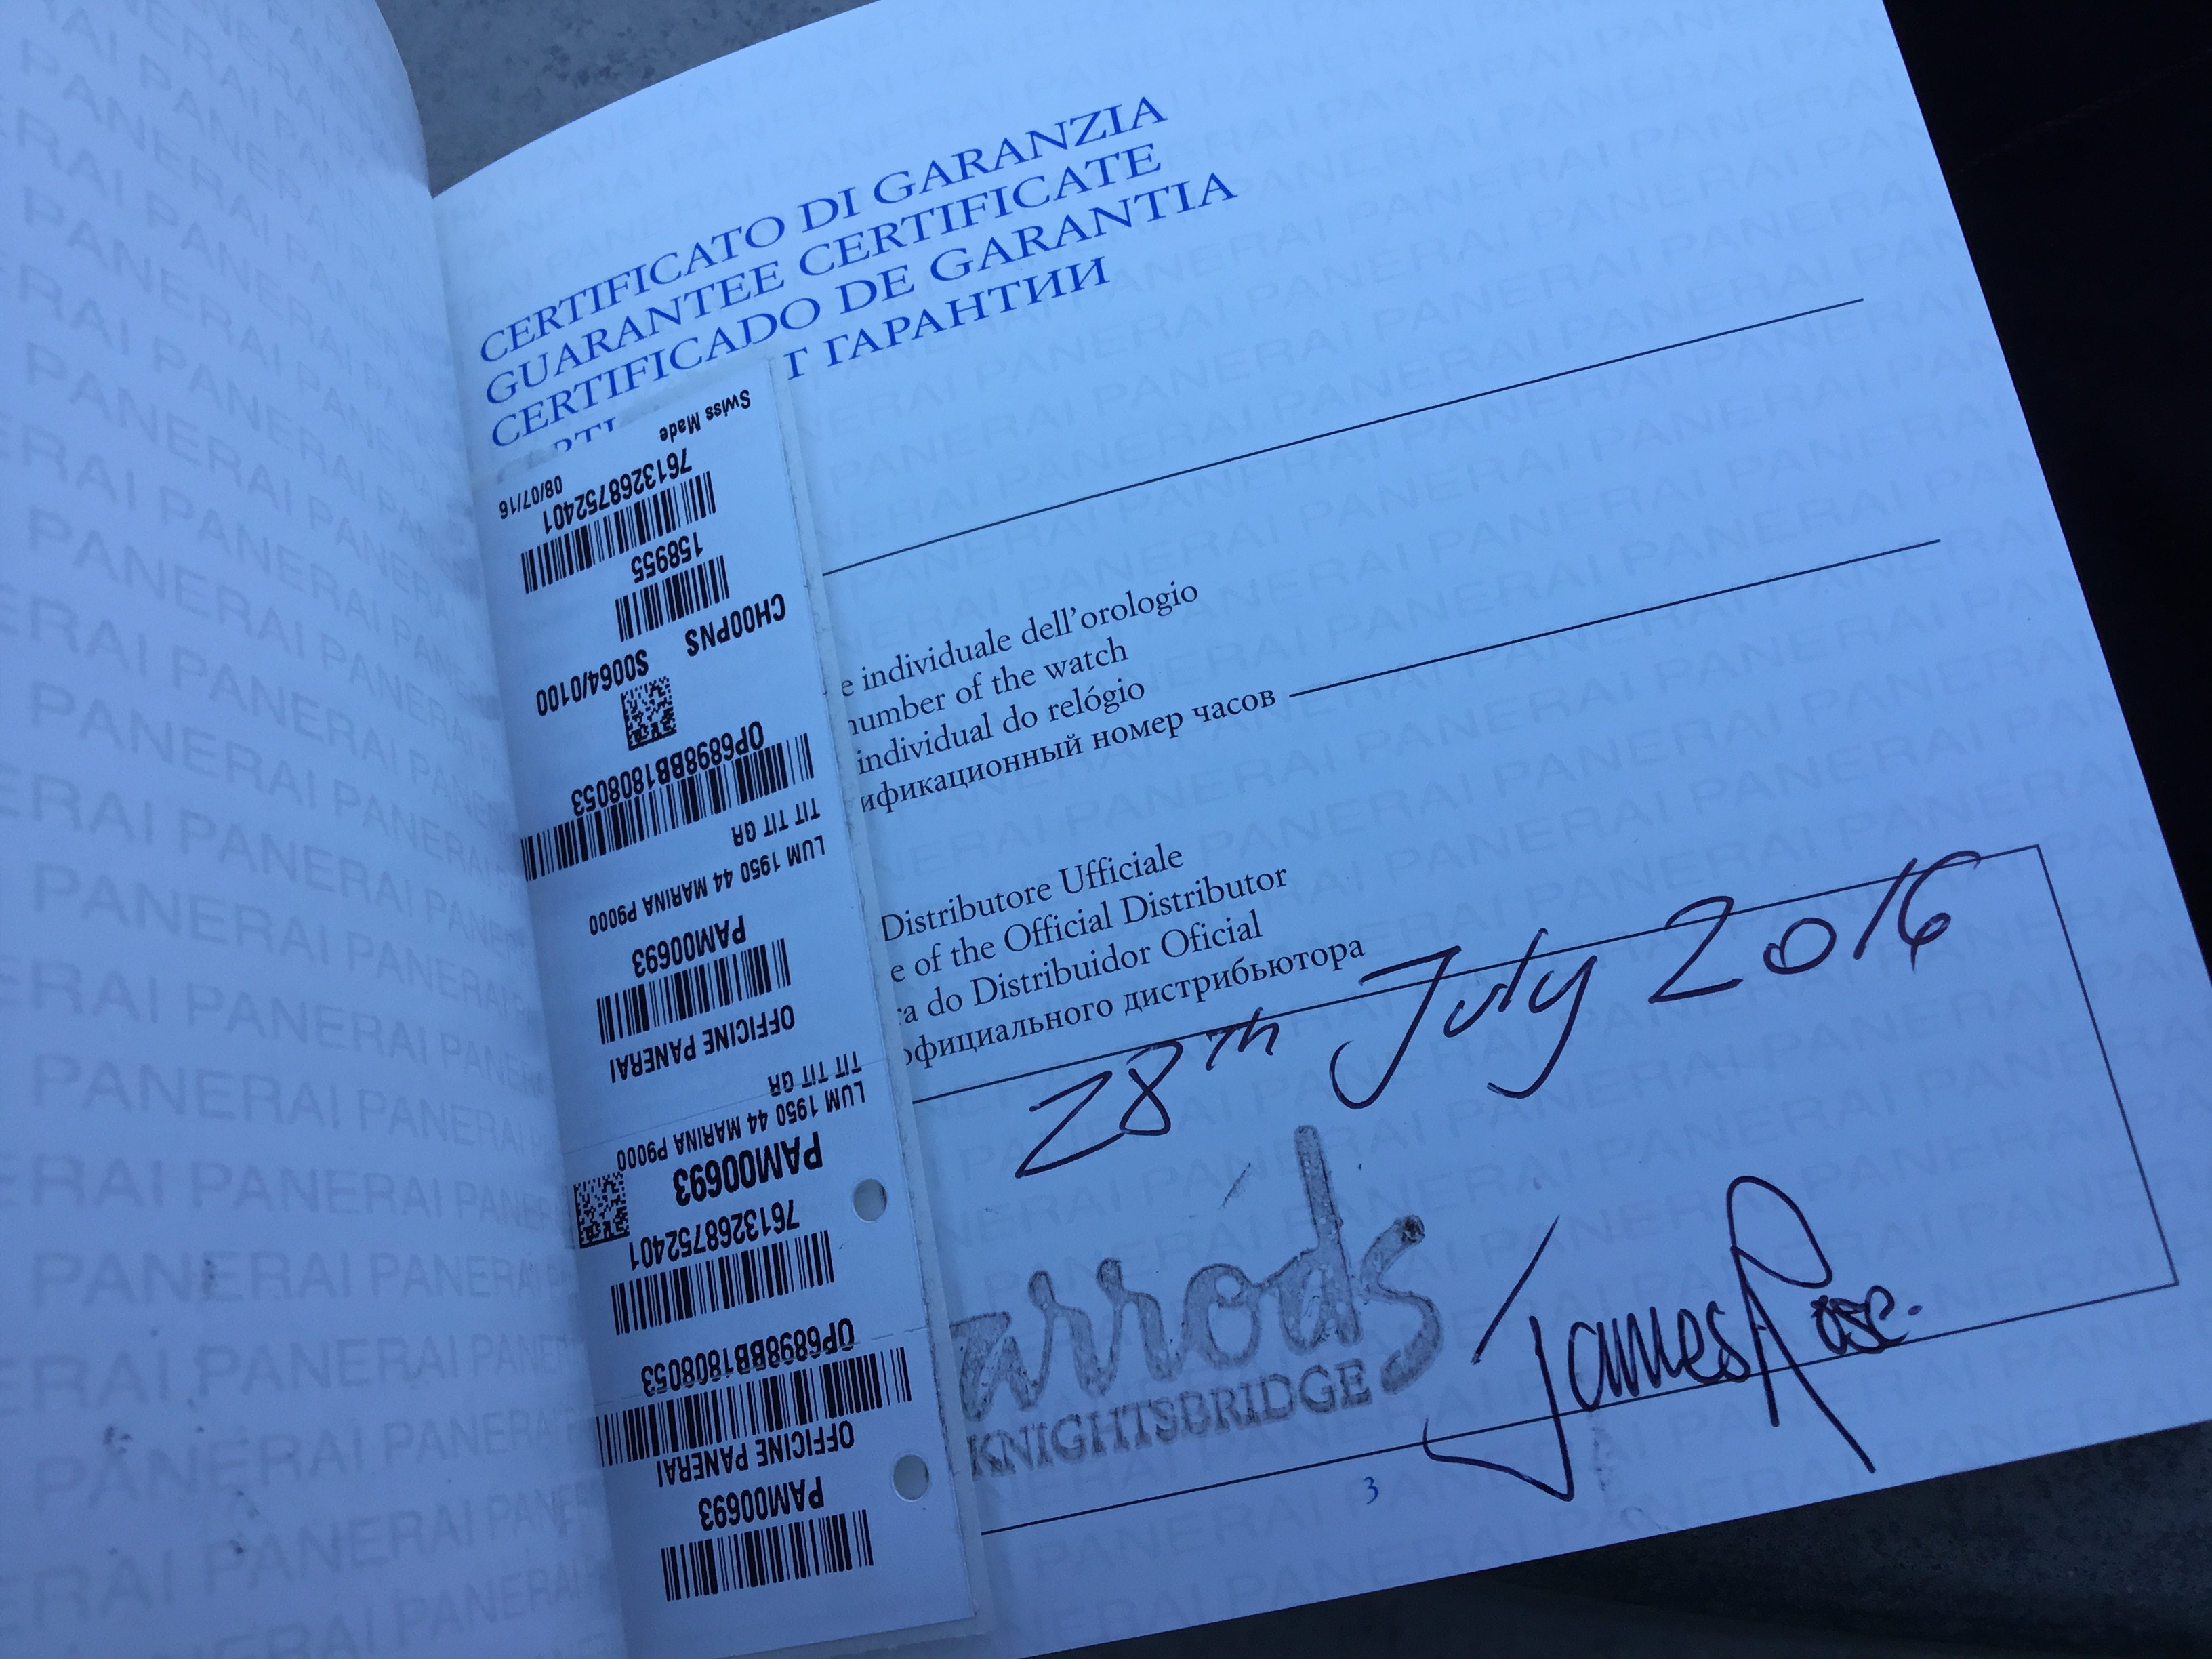 CERTIFICATO DI GARANZIA
GUARANTEE CERTIFICATE
CERTIFICADO DE GARANTIA
Т ГАРАНТИИ
e individuale dell'orologio
number of the watch
individual do relógio
ификационный номер часов
Distributore Ufficiale
e of the Official Distributor
ra do Distribuidor Oficial
официального дистрибьютора
28th July 2016
arrods
KNIGHTSBRIDGE
James Rose.
3
PAM00693
OFFICINE PANERAI
OP6898BB1808053
7613268752401
PAM00693
LUM 1950 44 MARINA P9000
TIT TIT GR
OFFICINE PANERAI
PAM00693
LUM 1950 44 MARINA P9000
TIT TIT GR
OP6898BB1808053
S0064/0100
CH00PNS
158955
7613268752401
08/07/16
Swiss Made
PANERAI PANERAI PANERAI